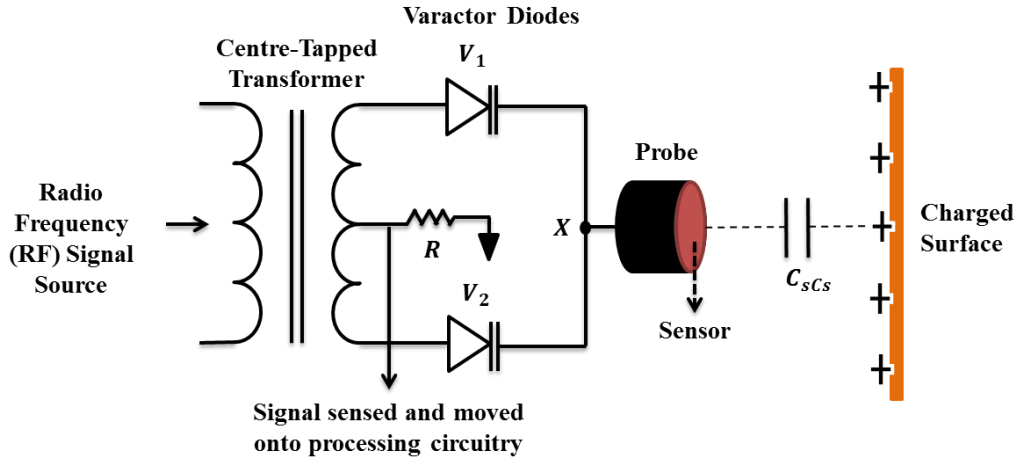 Varactor Diodes
Centre-Tapped
Transformer
V₁
Probe
Radio
Frequency
(RF) Signal
Source
R
X
Charged
Surface
CₛCₛ
V₂
Sensor
Signal sensed and moved
onto processing circuitry
+
+
+
+
+